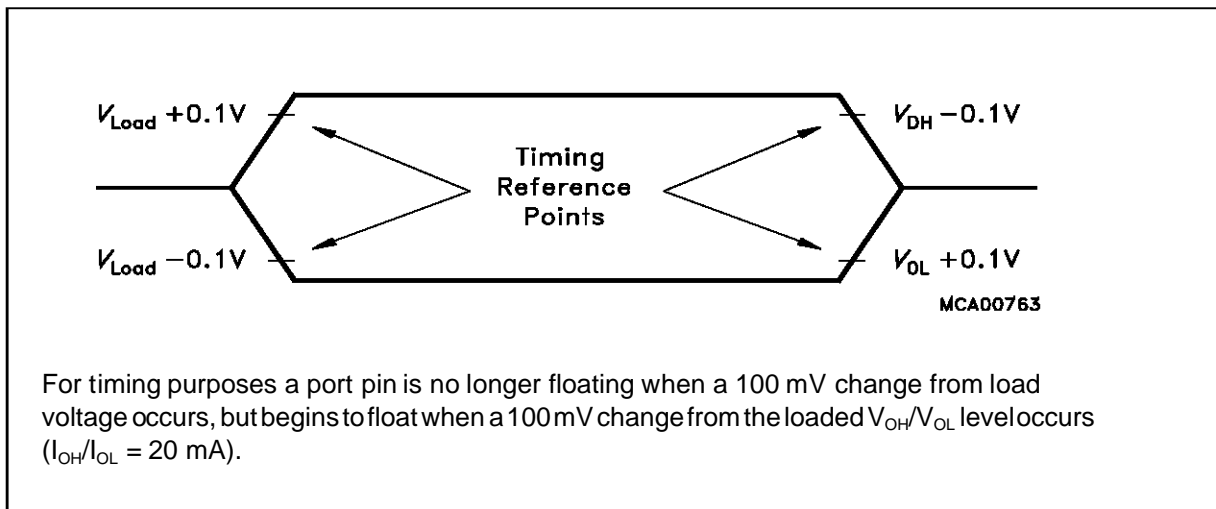 V_Load +0.1V
V_DH −0.1V
Timing
Reference
Points
V_Load −0.1V
V_0L +0.1V
MCA00763
For timing purposes a port pin is no longer floating when a 100 mV change from load
voltage occurs, but begins to float when a 100 mV change from the loaded V_OH/V_OL level occurs
(I_OH/I_OL = 20 mA).